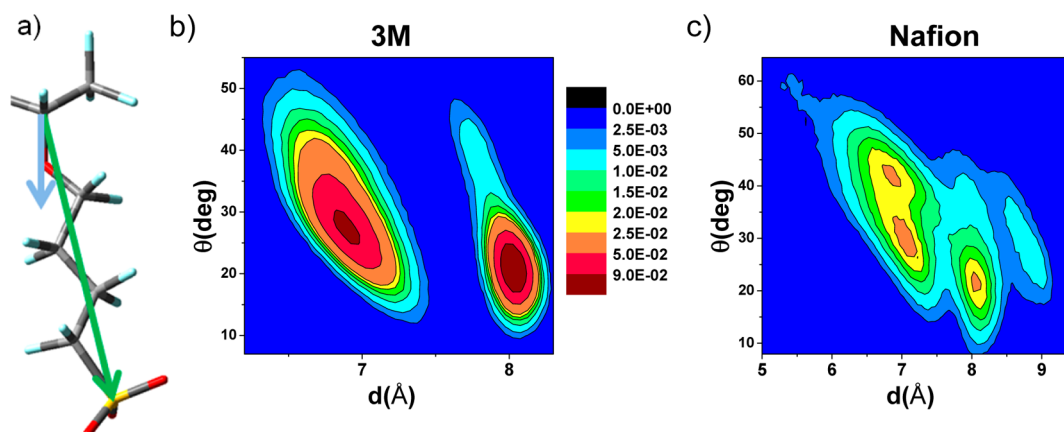 a)
b)
3M
50
40
30
20
10
θ(deg)
7
8
d(Å)
0.0E+00
2.5E-03
5.0E-03
1.0E-02
1.5E-02
2.0E-02
2.5E-02
5.0E-02
9.0E-02
c)
Nafion
60
50
40
30
20
10
θ(deg)
5
6
7
8
9
d(Å)